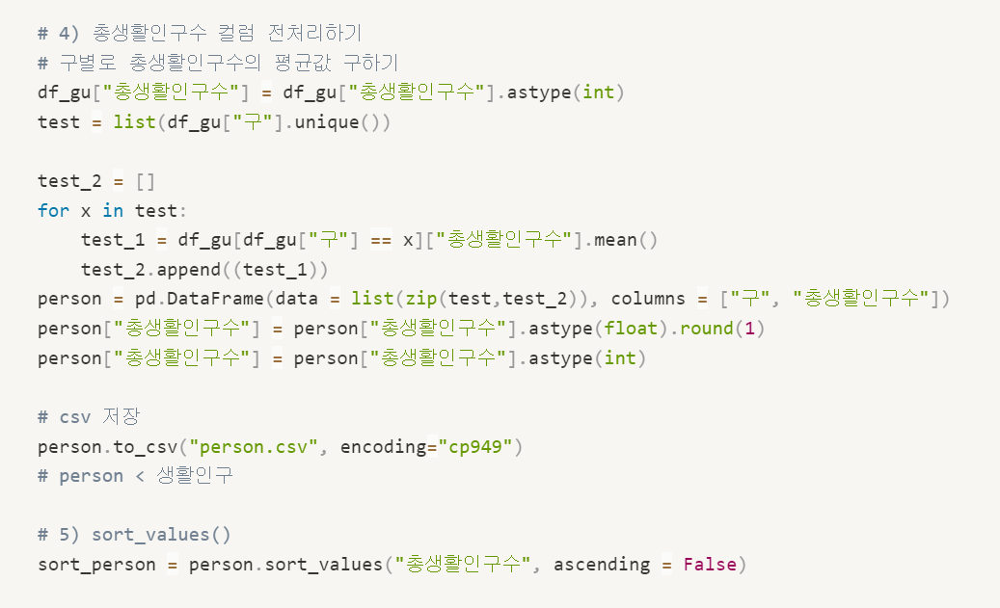 # 4) 총생활인구수 컬럼 전처리하기
# 구별로 총생활인구수의 평균값 구하기
df_gu["총생활인구수"] = df_gu["총생활인구수"].astype(int)
test = list(df_gu["구"].unique())
test_2 = []
for x in test:
    test_1 = df_gu[df_gu["구"] == x]["총생활인구수"].mean()
    test_2.append((test_1))
person = pd.DataFrame(data = list(zip(test,test_2)), columns = ["구", "총생활인구수"])
person["총생활인구수"] = person["총생활인구수"].astype(float).round(1)
person["총생활인구수"] = person["총생활인구수"].astype(int)
# csv 저장
person.to_csv("person.csv", encoding="cp949")
# person < 생활인구
# 5) sort_values()
sort_person = person.sort_values("총생활인구수", ascending = False)